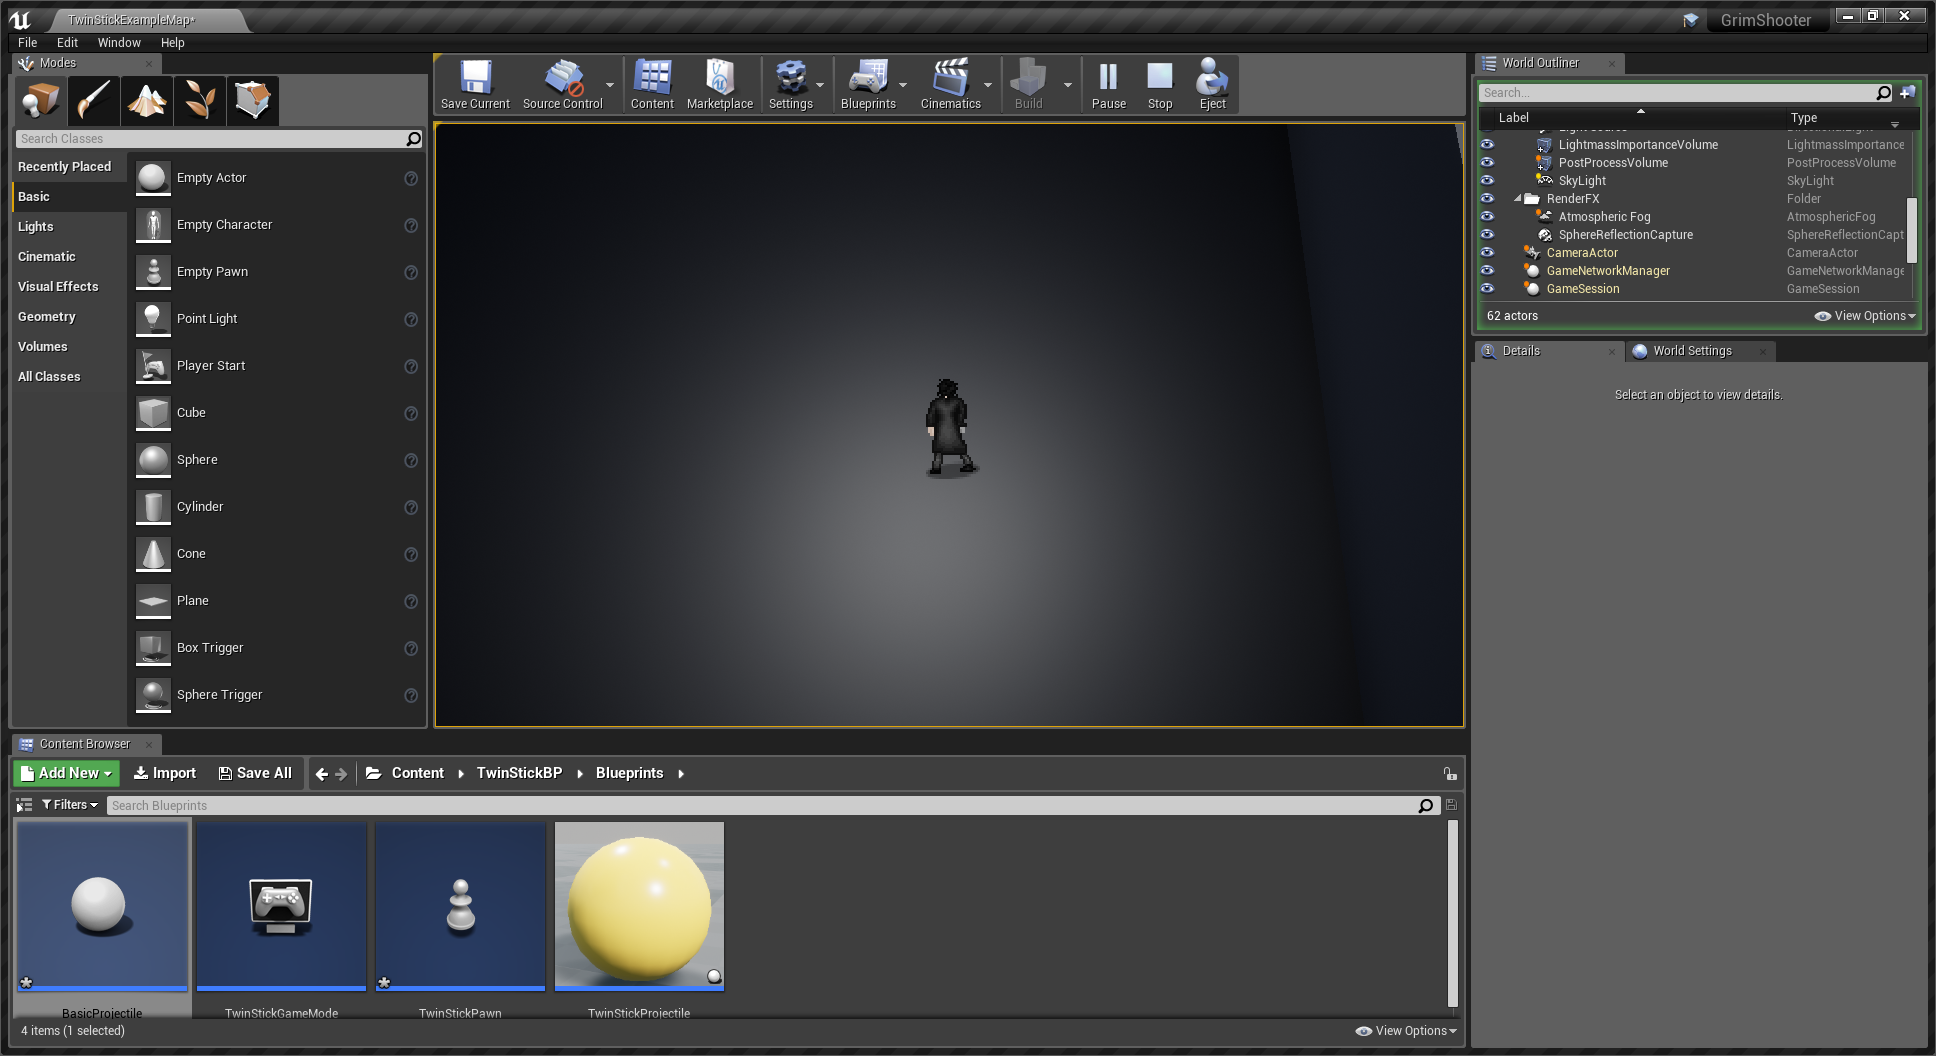 TwinStickExampleMap*
GrimShooter
File Edit Window Help
Modes
Search Classes
Recently Placed
Basic
Lights
Cinematic
Visual Effects
Geometry
Volumes
All Classes
Empty Actor
Empty Character
Empty Pawn
Point Light
Player Start
Cube
Sphere
Cylinder
Cone
Plane
Box Trigger
Sphere Trigger
Save Current Source Control Content Marketplace Settings Blueprints Cinematics Build Pause Stop Eject
World Outliner
Search...
Label Type
LightmassImportanceVolume LightmassImportance
PostProcessVolume PostProcessVolume
SkyLight SkyLight
RenderFX Folder
Atmospheric Fog AtmosphericFog
SphereReflectionCapture SphereReflectionCapt
CameraActor CameraActor
GameNetworkManager GameNetworkManage
GameSession GameSession
62 actors View Options
Details World Settings
Select an object to view details.
Content Browser
Add New Import Save All Content TwinStickBP Blueprints
Filters Search Blueprints
BasicProjectile TwinStickGameMode TwinStickPawn TwinStickProjectile
4 items (1 selected) View Options